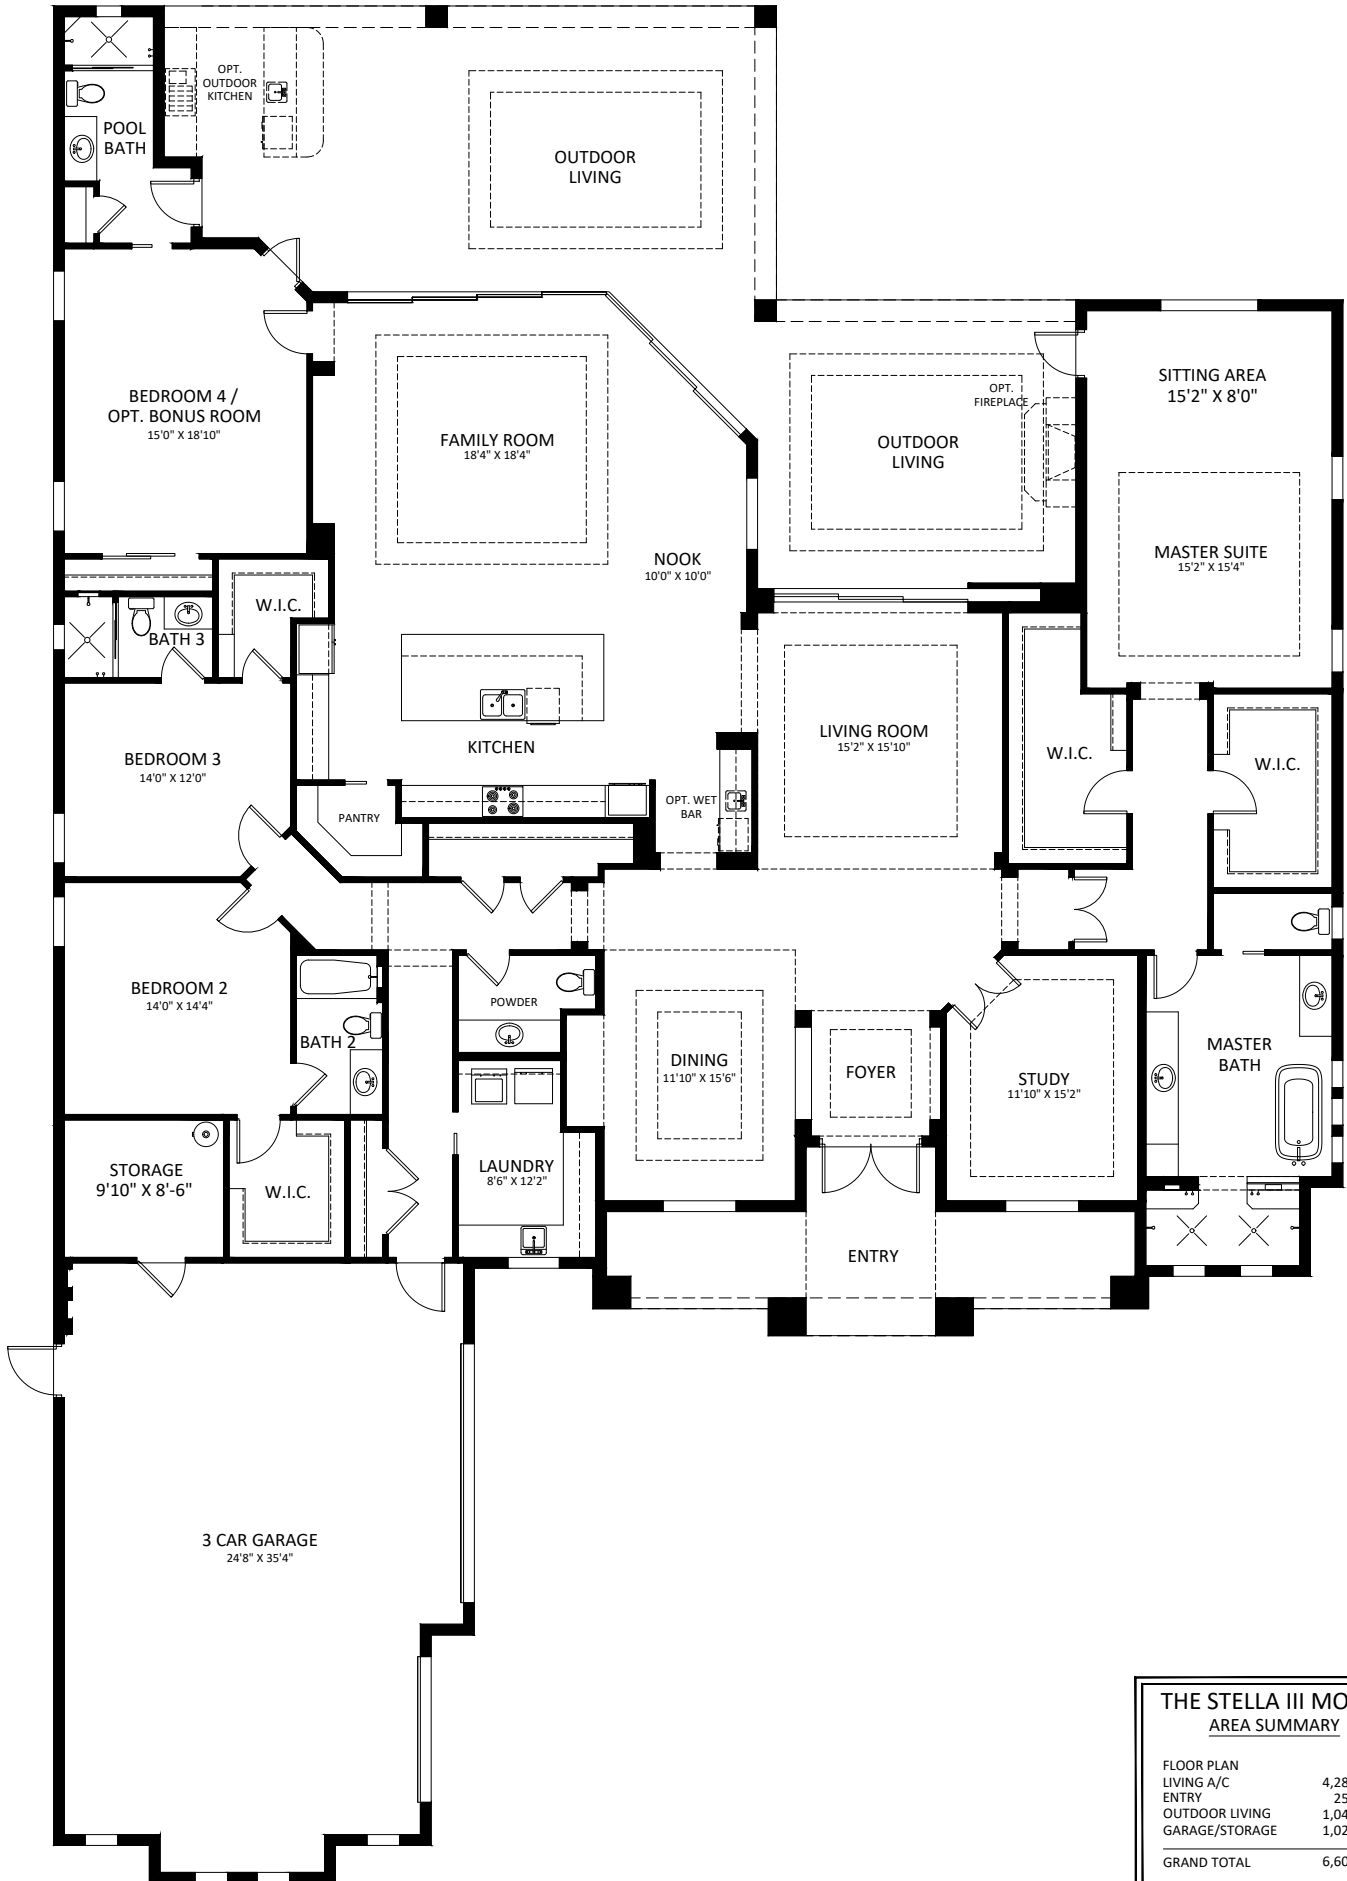 OPT.
OUTDOOR
KITCHEN
POOL
BATH
OUTDOOR
LIVING
BEDROOM 4 /
OPT. BONUS ROOM
15'0" X 18'10"
FAMILY ROOM
18'4" X 18'4"
OPT.
FIREPLACE
OUTDOOR
LIVING
SITTING AREA
15'2" X 8'0"
MASTER SUITE
15'2" X 15'4"
NOOK
10'0" X 10'0"
W.I.C.
BATH 3
BEDROOM 3
14'0" X 12'0"
KITCHEN
LIVING ROOM
15'2" X 15'10"
W.I.C.
W.I.C.
PANTRY
OPT. WET
BAR
BEDROOM 2
14'0" X 14'4"
BATH 2
POWDER
DINING
11'10" X 15'6"
FOYER
STUDY
11'10" X 15'2"
MASTER
BATH
STORAGE
9'10" X 8'-6"
W.I.C.
LAUNDRY
8'6" X 12'2"
ENTRY
3 CAR GARAGE
24'8" X 35'4"
THE STELLA III
AREA SUMMARY
FLOOR PLAN
LIVING A/C
ENTRY
OUTDOOR LIVING
GARAGE/STORAGE
GRAND TOTAL